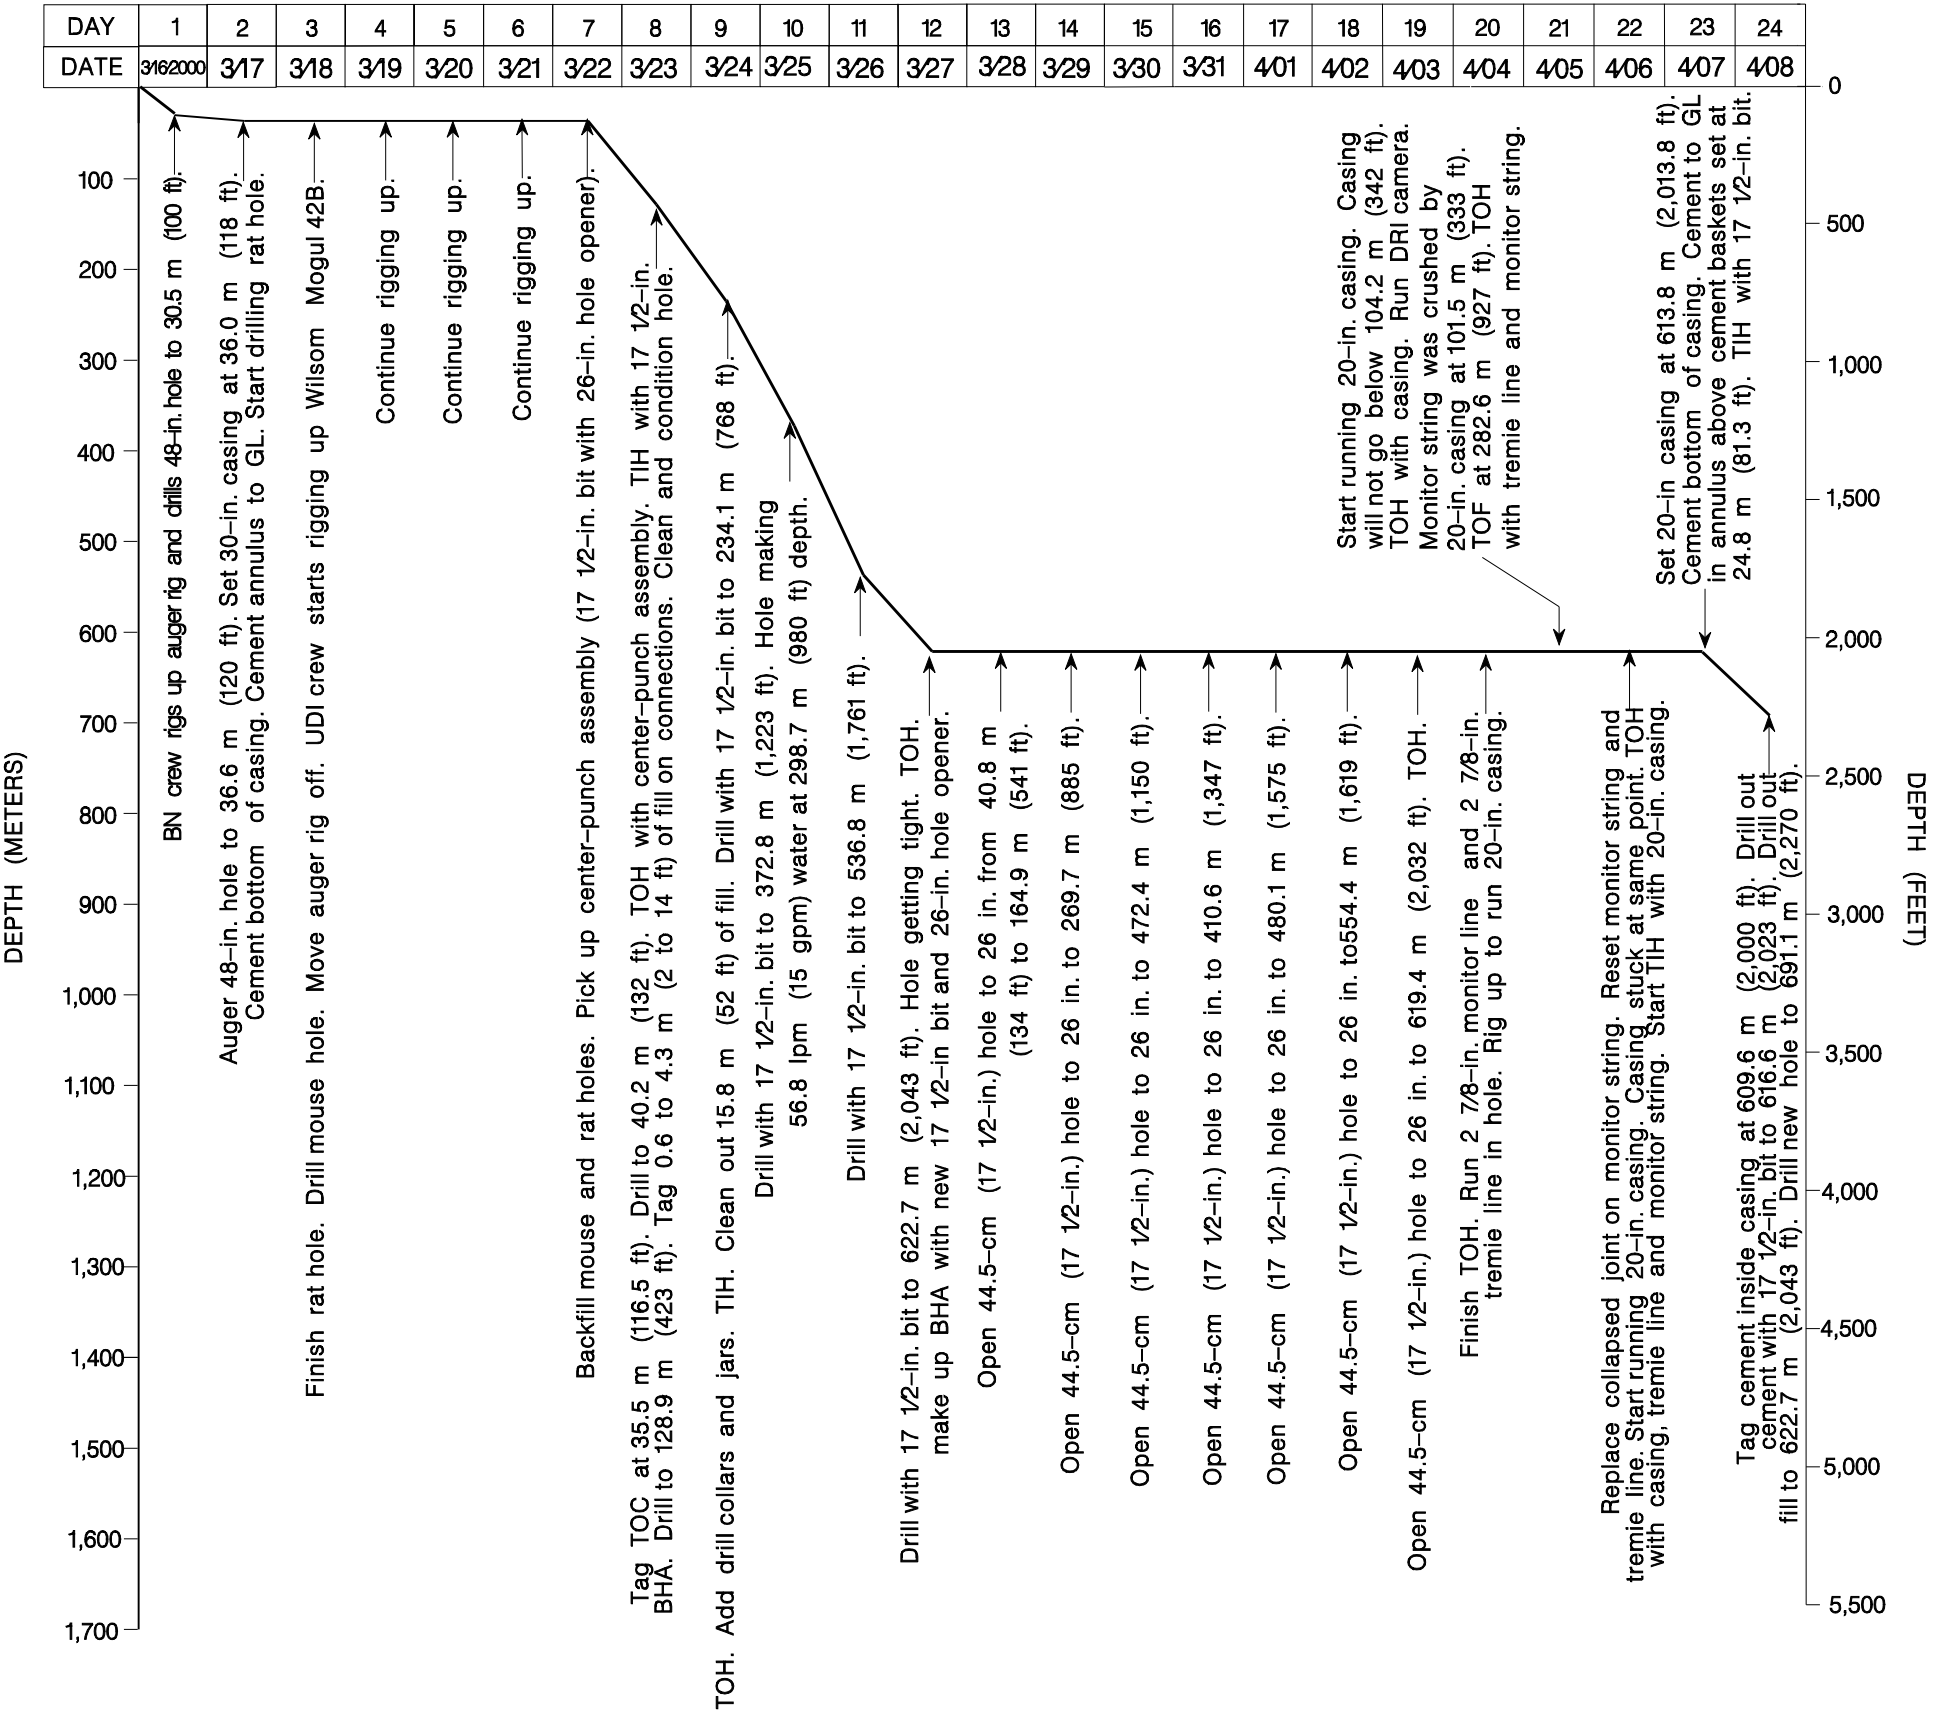 DAY 1 2 3 4 5 6 7 8 9 10 11 12 13 14 15 16 17 18 19 20 21 22 23 24
DATE 3⁄162000 3⁄17 3⁄18 3⁄19 3⁄20 3⁄21 3⁄22 3⁄23 3⁄24 3⁄25 3⁄26 3⁄27 3⁄28 3⁄29 3⁄30 3⁄31 4⁄01 4⁄02 4⁄03 4⁄04 4⁄05 4⁄06 4⁄07 4⁄08
DEPTH (METERS)
100
200
300
400
500
600
700
800
900
1,000
1,100
1,200
1,300
1,400
1,500
1,600
1,700
BN crew rigs up auger rig and drills 48–in. hole to 30.5 m (100 ft).
Auger 48–in. hole to 36.6 m (120 ft). Set 30–in. casing at 36.0 m (118 ft).
Cement bottom of casing. Cement annulus to GL. Start drilling rat hole.
Finish rat hole. Drill mouse hole. Move auger rig off. UDI crew starts rigging up Wilsom Mogul 42B.
Continue rigging up.
Continue rigging up.
Continue rigging up.
Backfill mouse and rat holes. Pick up center–punch assembly (17 1⁄2–in. bit with 26–in. hole opener).
Tag TOC at 35.5 m (116.5 ft). Drill to 40.2 m (132 ft). TOH with center–punch assembly. TIH with 17 1⁄2–in.
BHA. Drill to 128.9 m (423 ft). Tag 0.6 to 4.3 m (2 to 14 ft) of fill on connections. Clean and condition hole.
TOH. Add drill collars and jars. TIH. Clean out 15.8 m (52 ft) of fill. Drill with 17 1⁄2–in. bit to 234.1 m (768 ft).
Drill with 17 1⁄2–in. bit to 372.8 m (1,223 ft). Hole making
56.8 lpm (15 gpm) water at 298.7 m (980 ft) depth.
Drill with 17 1⁄2–in. bit to 536.8 m (1,761 ft).
Drill with 17 1⁄2–in. bit to 622.7 m (2,043 ft). Hole getting tight. TOH.
make up BHA with new 17 1⁄2–in bit and 26–in. hole opener.
Open 44.5–cm (17 1⁄2–in.) hole to 26 in. from 40.8 m
(134 ft) to 164.9 m (541 ft).
Open 44.5–cm (17 1⁄2–in.) hole to 26 in. to 269.7 m (885 ft).
Open 44.5–cm (17 1⁄2–in.) hole to 26 in. to 472.4 m (1,150 ft).
Open 44.5–cm (17 1⁄2–in.) hole to 26 in. to 410.6 m (1,347 ft).
Open 44.5–cm (17 1⁄2–in.) hole to 26 in. to 480.1 m (1,575 ft).
Open 44.5–cm (17 1⁄2–in.) hole to 26 in. to554.4 m (1,619 ft).
Open 44.5–cm (17 1⁄2–in.) hole to 26 in. to 619.4 m (2,032 ft). TOH.
Finish TOH. Run 2 7/8–in. monitor line and 2 7/8–in.
tremie line in hole. Rig up to run 20–in. casing.
Start running 20–in. casing. Casing
will not go below 104.2 m (342 ft).
TOH with casing. Run DRI camera.
Monitor string was crushed by
20–in. casing at 101.5 m (333 ft).
TOF at 282.6 m (927 ft). TOH
with tremie line and monitor string.
Replace collapsed joint on monitor string. Reset monitor string and
tremie line. Start running 20–in. casing. Casing stuck at same point. TOH
with casing, tremie line and monitor string. Start TIH with 20–in. casing.
Set 20–in casing at 613.8 m (2,013.8 ft).
Cement bottom of casing. Cement to GL
in annulus above cement baskets set at
24.8 m (81.3 ft). TIH with 17 1⁄2–in. bit.
Tag cement inside casing at 609.6 m (2,000 ft). Drill out
cement with 17 1⁄2–in. bit to 616.6 m (2,023 ft). Drill out
fill to 622.7 m (2,043 ft). Drill new hole to 691.1 m (2,270 ft).
0
500
1,000
1,500
2,000
2,500
3,000
3,500
4,000
4,500
5,000
5,500
DEPTH (FEET)